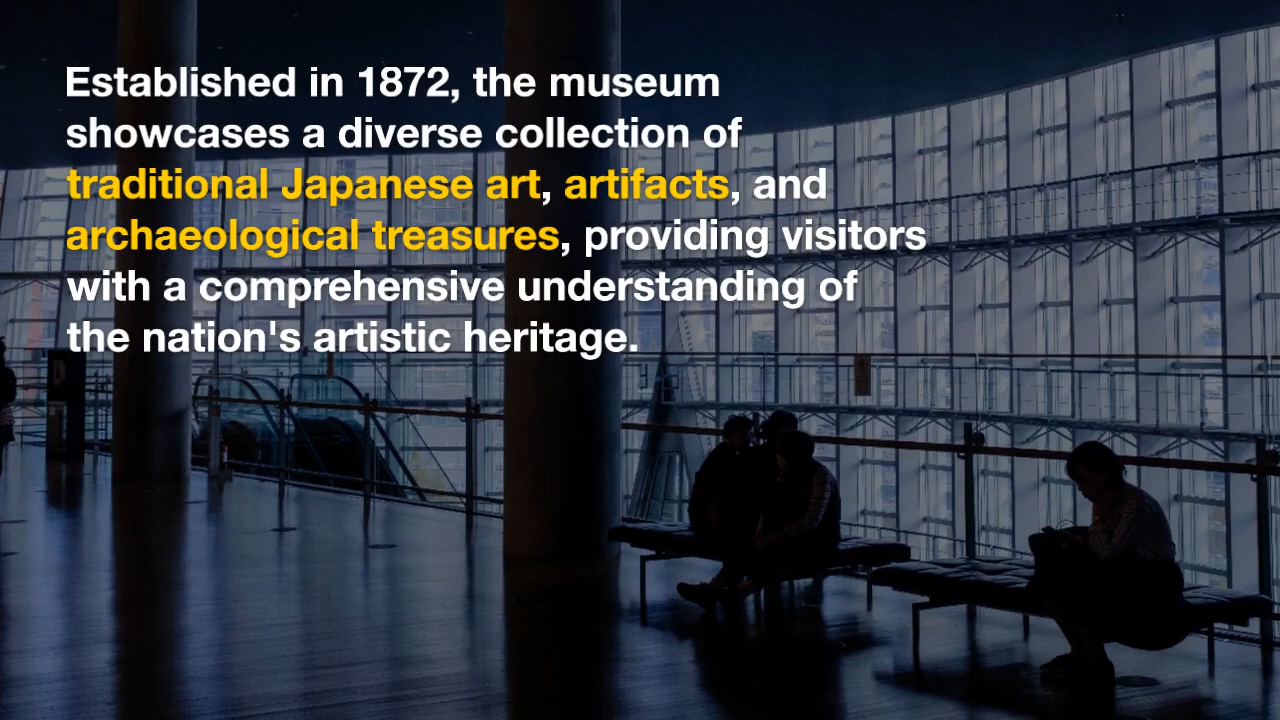 Established in 1872, the museum
showcases a diverse collection of
traditional Japanese art, artifacts, and
archaeological treasures, providing visitors
with a comprehensive understanding of
the nation's artistic heritage.